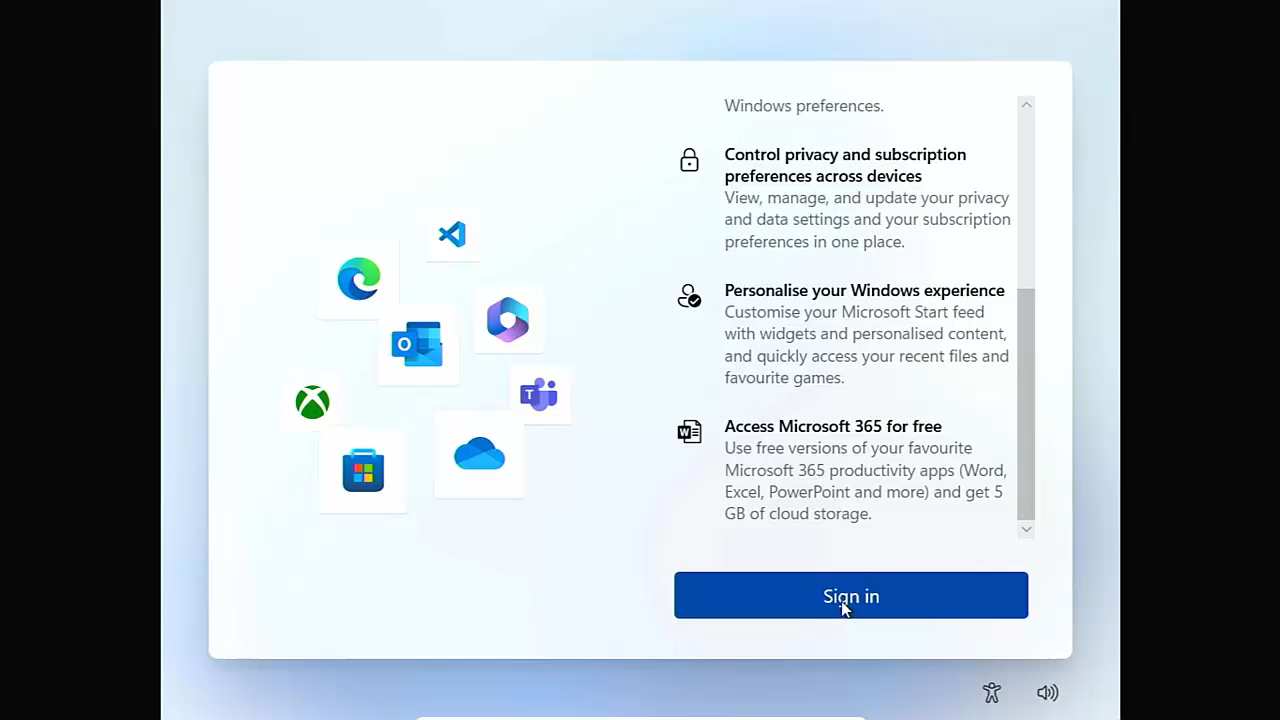 Windows preferences.
Control privacy and subscription
preferences across devices
View, manage, and update your privacy
and data settings and your subscription
preferences in one place.
Personalise your Windows experience
Customise your Microsoft Start feed
with widgets and personalised content,
and quickly access your recent files and
favourite games.
Access Microsoft 365 for free
Use free versions of your favourite
Microsoft 365 productivity apps (Word,
Excel, PowerPoint and more) and get 5
GB of cloud storage.
Sign in